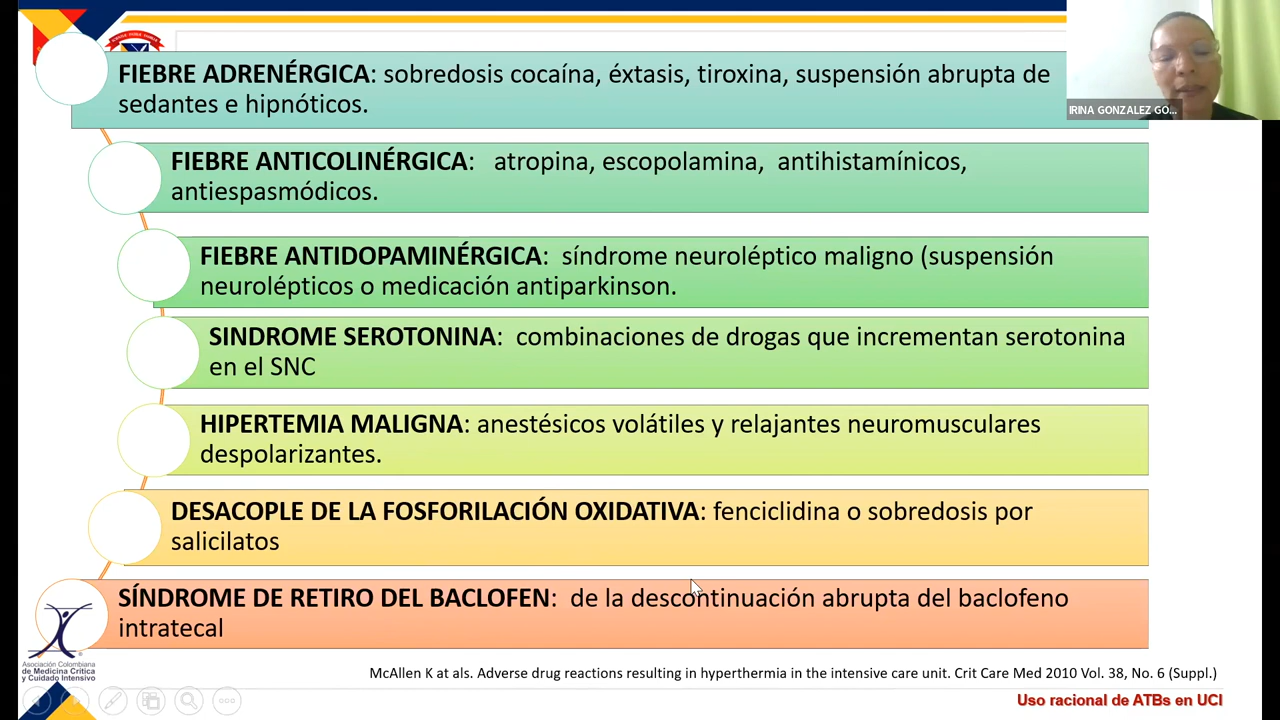 FIEBRE ADRENÉRGICA: sobredosis cocaína, éxtasis, tiroxina, suspensión abrupta de
sedantes e hipnóticos.
IRINA GONZALEZ GO...
FIEBRE ANTICOLINÉRGICA: atropina, escopolamina, antihistamínicos,
antiespasmódicos.
FIEBRE ANTIDOPAMINÉRGICA: síndrome neuroléptico maligno (suspensión
neurolépticos o medicación antiparkinson.
SINDROME SEROTONINA: combinaciones de drogas que incrementan serotonina
en el SNC
HIPERTEMIA MALIGNA: anestésicos volátiles y relajantes neuromusculares
despolarizantes.
DESACOPLE DE LA FOSFORILACIÓN OXIDATIVA: fenciclidina o sobredosis por
salicilatos
SÍNDROME DE RETIRO DEL BACLOFEN: de la descontinuación abrupta del baclofeno
intratecal
Asociación Colombiana
de Medicina Crítica
y Cuidado Intensivo
McAllen K at als. Adverse drug reactions resulting in hyperthermia in the intensive care unit. Crit Care Med 2010 Vol. 38, No. 6 (Suppl.)
Uso racional de ATBs en UCI